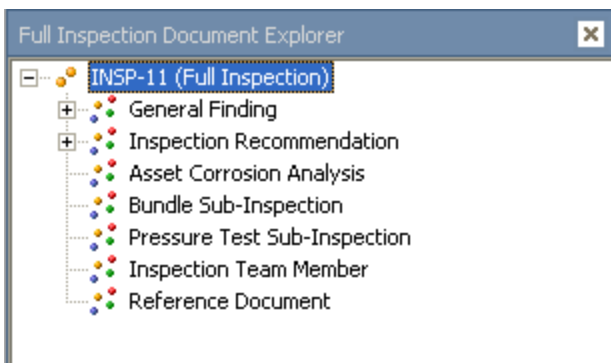 Full Inspection Document Explorer
INSP-11 (Full Inspection)
General Finding
Inspection Recommendation
Asset Corrosion Analysis
Bundle Sub-Inspection
Pressure Test Sub-Inspection
Inspection Team Member
Reference Document